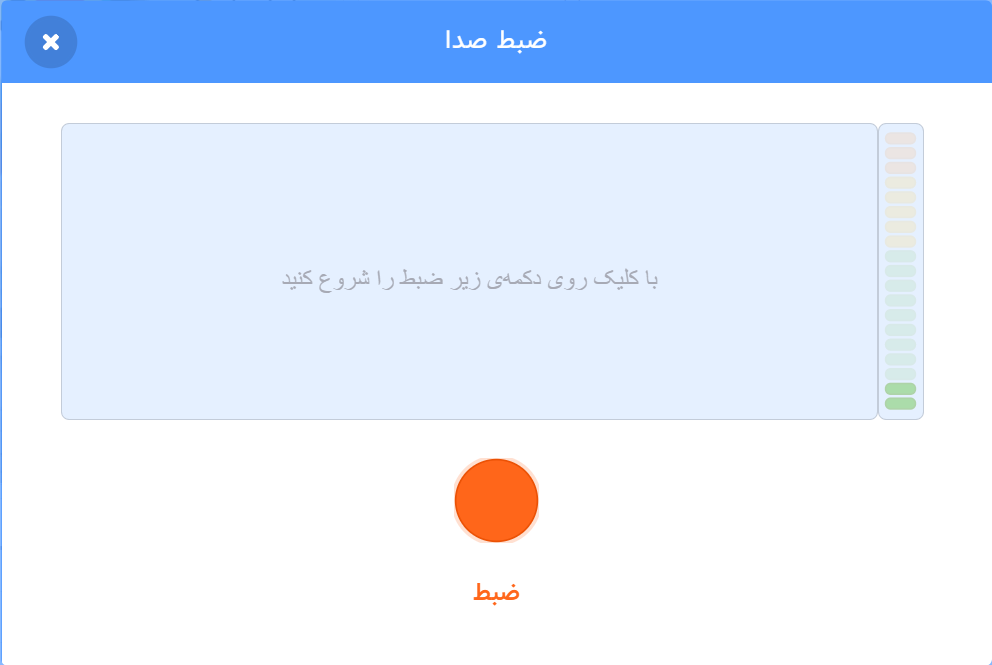 ضبط صدا
با کلیک روی دکمه‌ی زیر ضبط را شروع کنید
ضبط